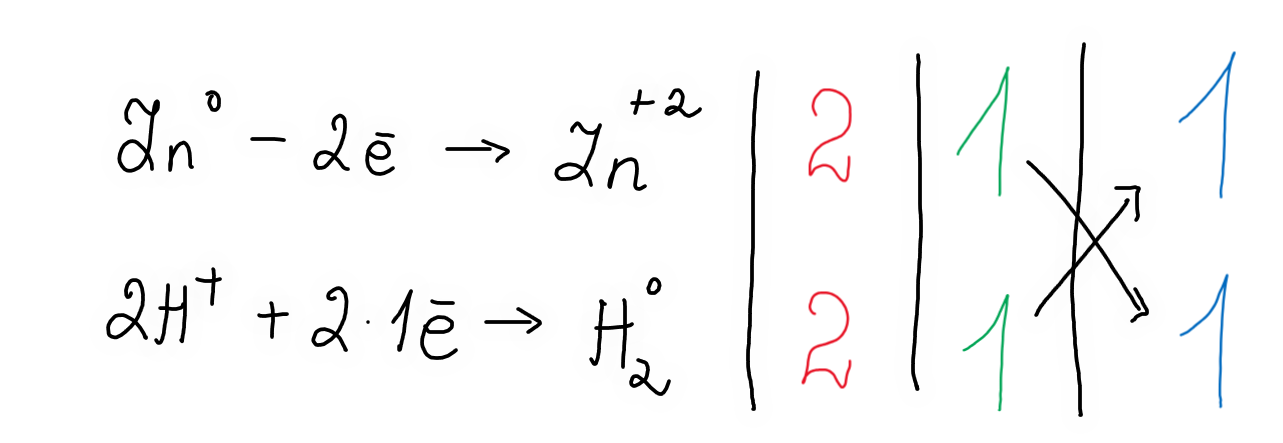 Zn⁰ − 2ē → Zn⁺² | 2 | 1 | 1
2H⁺ + 2·1ē → H₂⁰ | 2 | 1 | 1